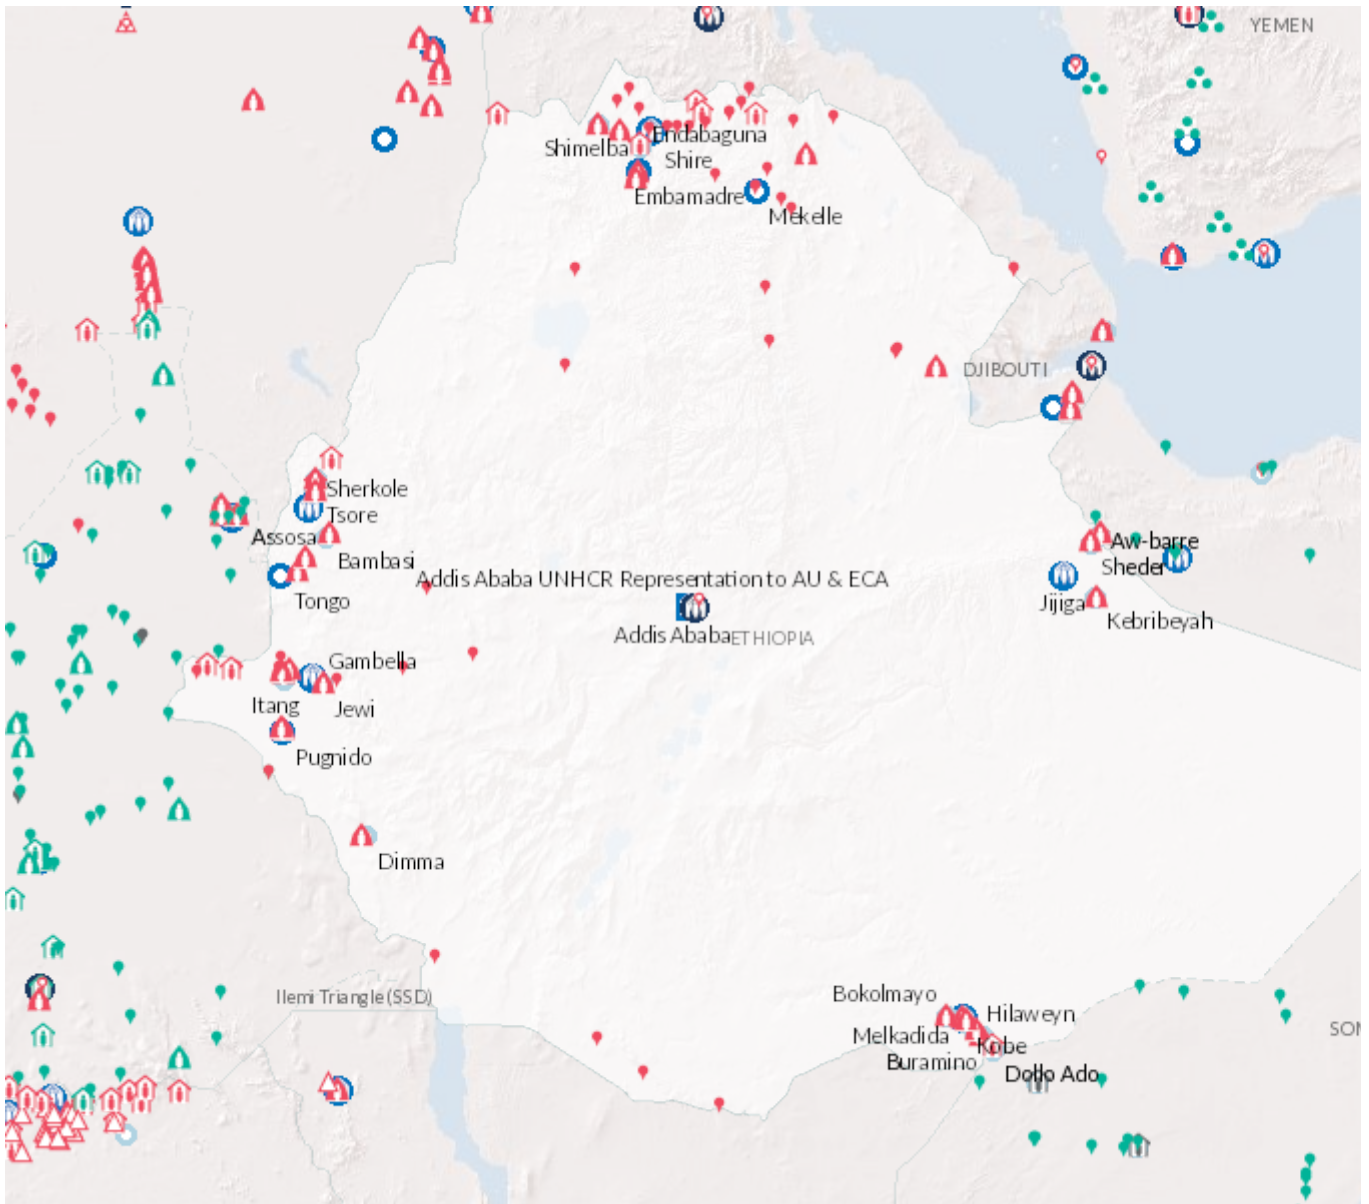 YEMEN
Endabaguna
Shimelba
Shire
Embamadre
Mekelle
DJIBOUTI
Sherkole
Tsore
Assosa
Bambasi
Aw-barre
Sheder
Addis Ababa UNHCR Representation to AU & ECA
Tongo
Jijiga
Kebribeyah
Addis Ababa
ETHIOPIA
Gambella
Itang
Jewi
Pugnido
Dimma
Ilemi Triangle (SSD)
Bokolmayo
Hilaweyn
Melkadida
Kobe
Buramino
Dollo Ado
SOM